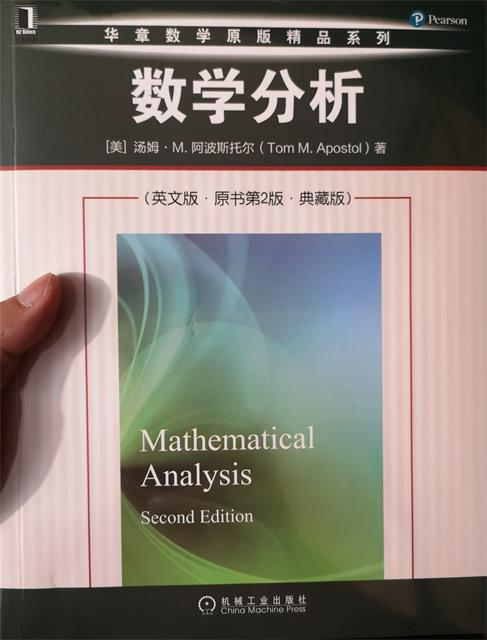 HZ Books
Pearson
华章数学原版精品系列
数学分析
[美] 汤姆·M. 阿波斯托尔（Tom M. Apostol）著
（英文版·原书第2版·典藏版）
Mathematical
Analysis
Second Edition
机械工业出版社
China Machine Press